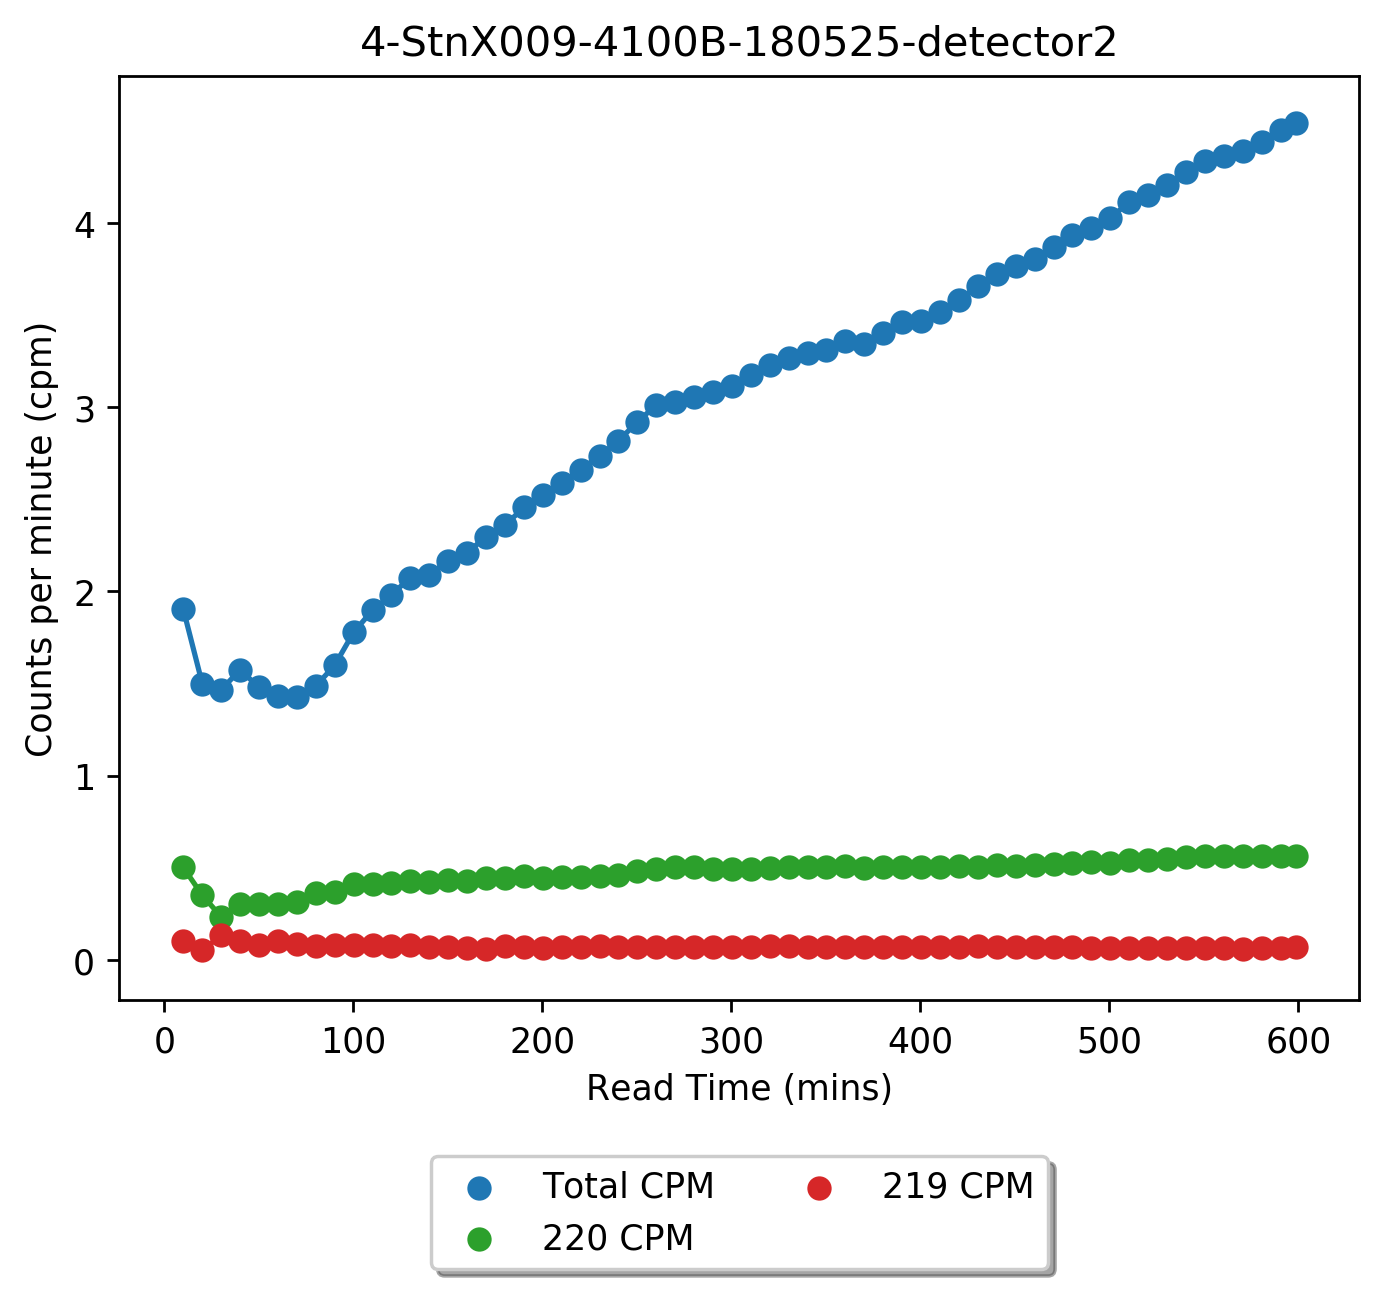 4-StnX009-4100B-180525-detector2
Counts per minute (cpm)
4
3
2
1
0
0 100 200 300 400 500 600
Read Time (mins)
Total CPM 219 CPM
220 CPM